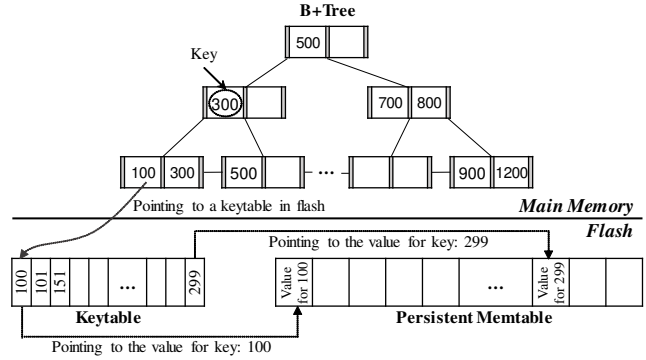 B+Tree
500
Key
300
700 800
100 300 500 ... 900 1200
Pointing to a keytable in flash
Main Memory
Flash
Pointing to the value for key: 299
100 101 151 ... 299
Value for 100 ... Value for 299
Keytable
Persistent Memtable
Pointing to the value for key: 100